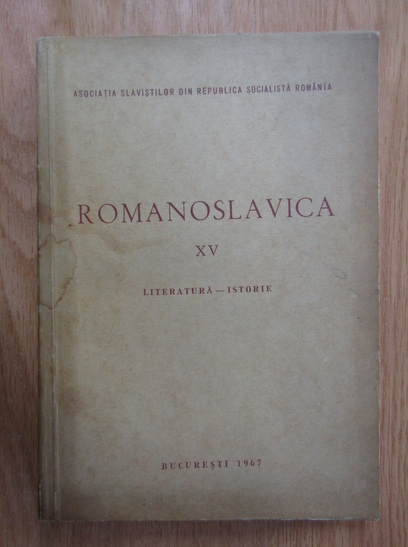 ASOCIAȚIA SLAVIȘTILOR DIN REPUBLICA SOCIALISTĂ ROMÂNIA
ROMANOSLAVICA
XV
LITERATURĂ — ISTORIE
BUCUREȘTI 1967